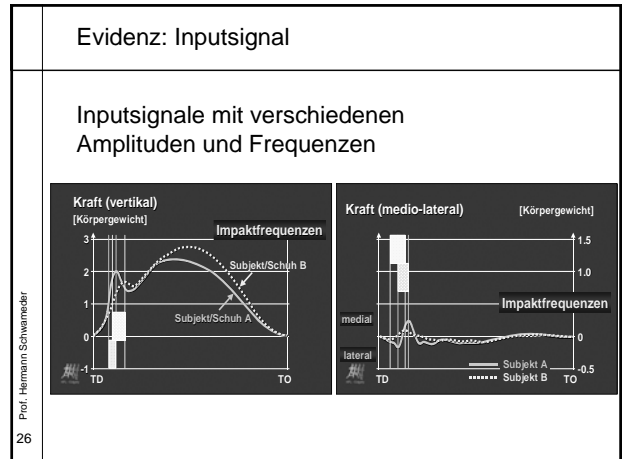 Evidenz: Inputsignal
Inputsignale mit verschiedenen
Amplituden und Frequenzen
Kraft (vertikal)
[Körpergewicht]
Impaktfrequenzen
3
2
1
0
-1
Subjekt/Schuh B
Subjekt/Schuh A
TD
TO
Kraft (medio-lateral)
[Körpergewicht]
1.5
1.0
Impaktfrequenzen
medial
0
lateral
Subjekt A
Subjekt B
-0.5
TD
TO
Prof. Hermann Schwameder
26